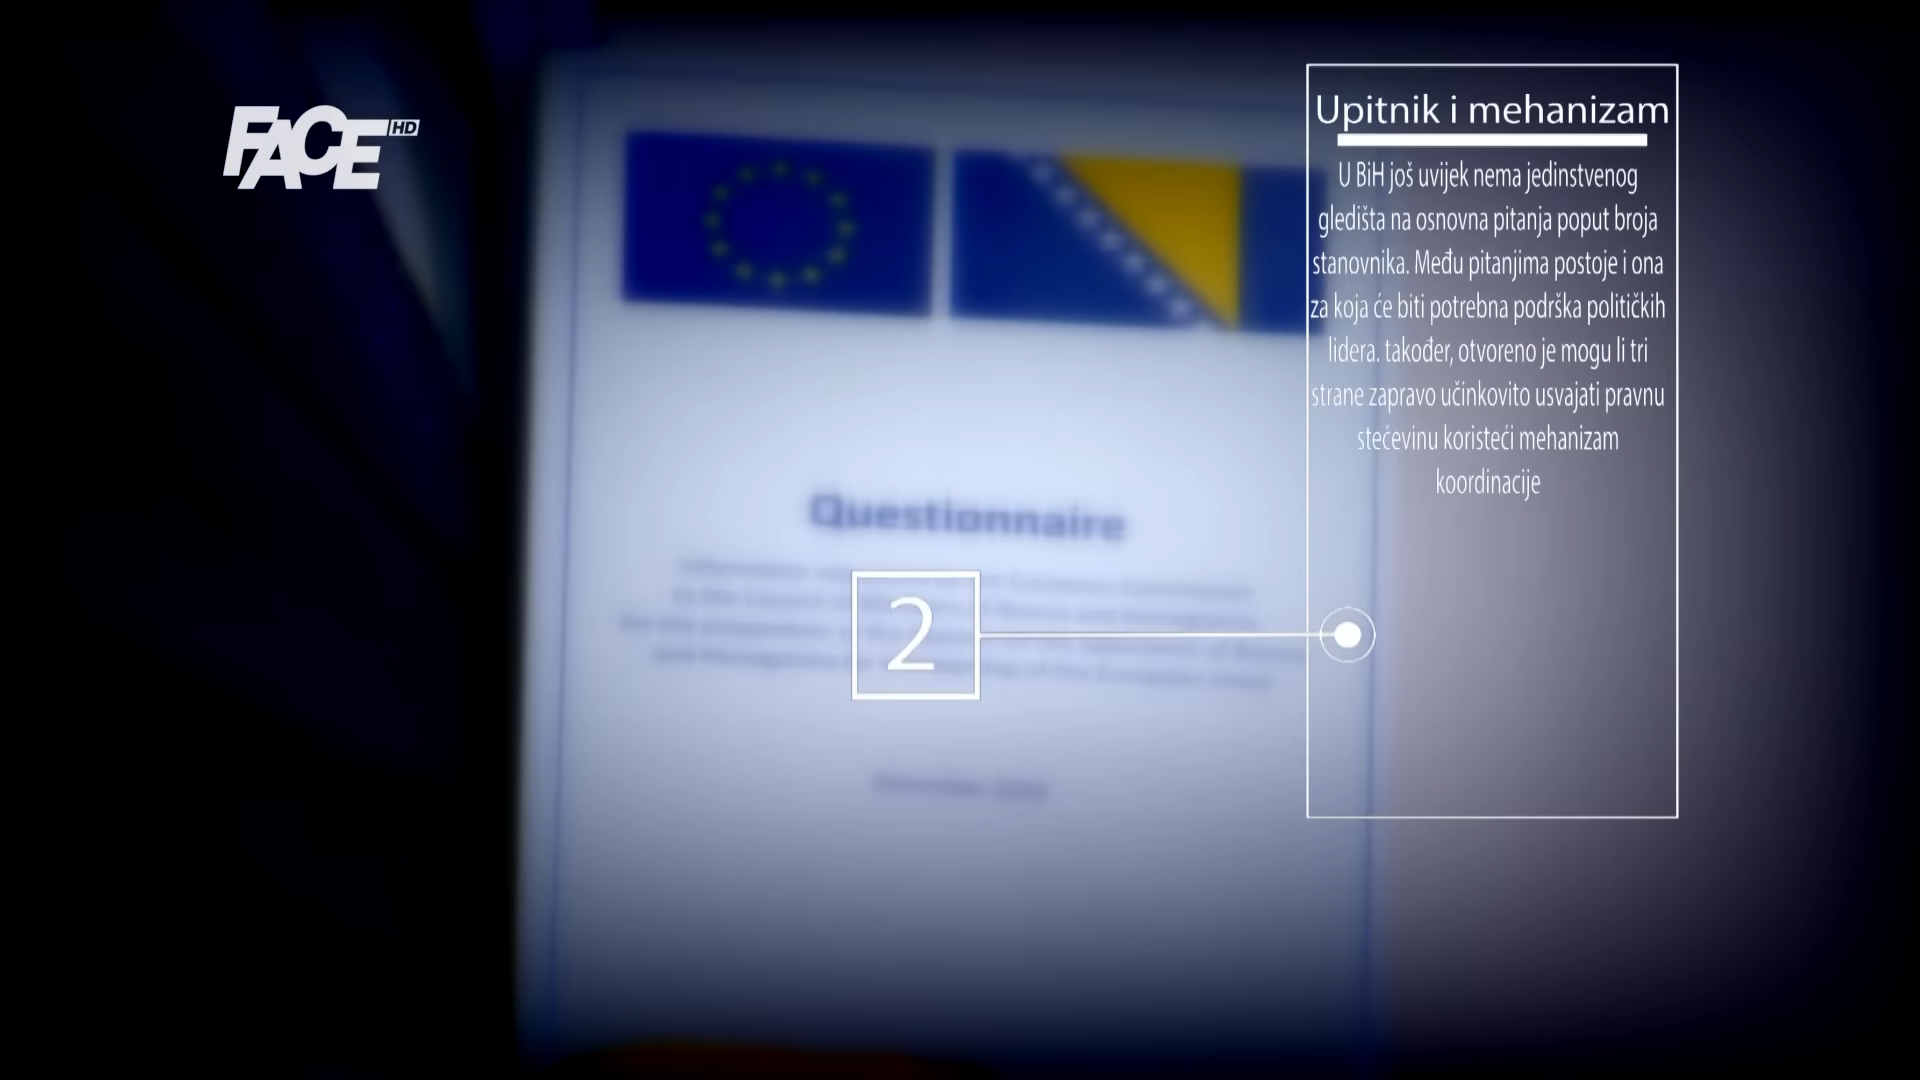 FACE HD
Upitnik i mehanizam
U BiH još uvijek nema jedinstvenog
gledišta na osnovna pitanja poput broja
stanovnika. Među pitanjima postoje i ona
za koja će biti potrebna podrška političkih
lidera. također, otvoreno je mogu li tri
strane zapravo učinkovito usvajati pravnu
stečevinu koristeći mehanizam
koordinacije
Questionnaire
2